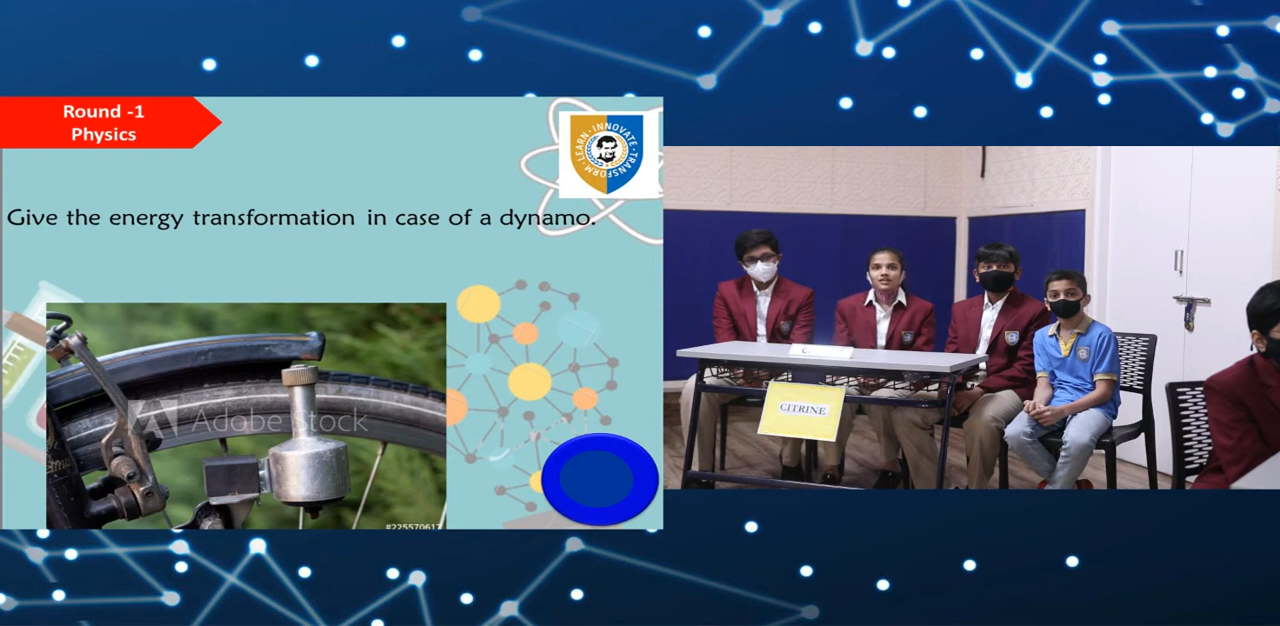 Round -1
Physics
LEARN · INNOVATE · TRANSFORM
Give the energy transformation in case of a dynamo.
Adobe Stock
#225570617
CITRINE